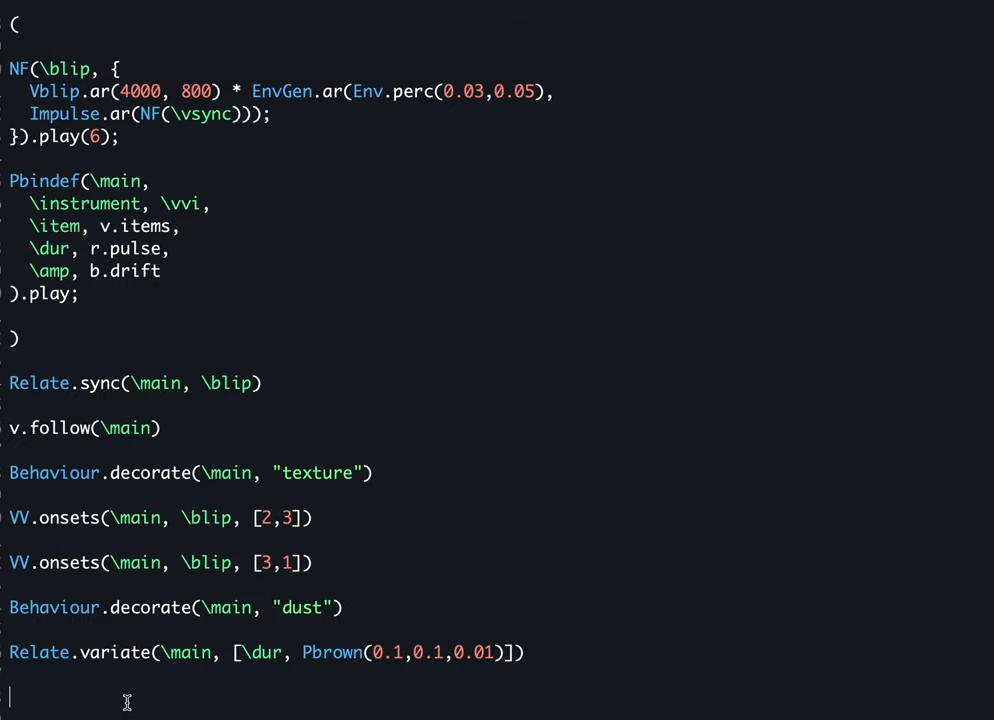 (
NF(\blip, {
Vblip.ar(4000, 800) * EnvGen.ar(Env.perc(0.03,0.05),
Impulse.ar(NF(\vsync)));
}).play(6);
Pbindef(\main,
\instrument, \vvi,
\item, v.items,
\dur, r.pulse,
\amp, b.drift
).play;
)
Relate.sync(\main, \blip)
v.follow(\main)
Behaviour.decorate(\main, "texture")
VV.onsets(\main, \blip, [2,3])
VV.onsets(\main, \blip, [3,1])
Behaviour.decorate(\main, "dust")
Relate.variate(\main, [\dur, Pbrown(0.1,0.1,0.01)])